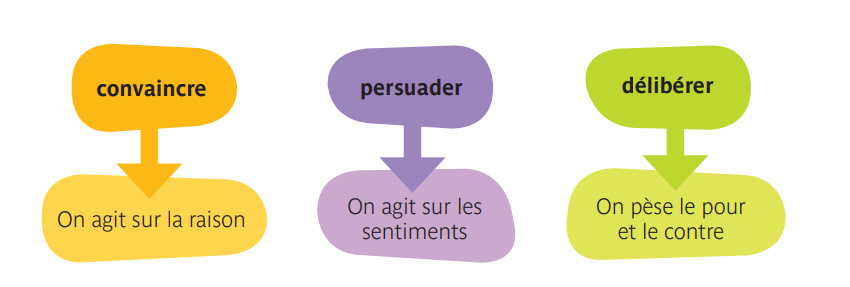 convaincre
persuader
délibérer
On agit sur la raison
On agit sur les
sentiments
On pèse le pour
et le contre